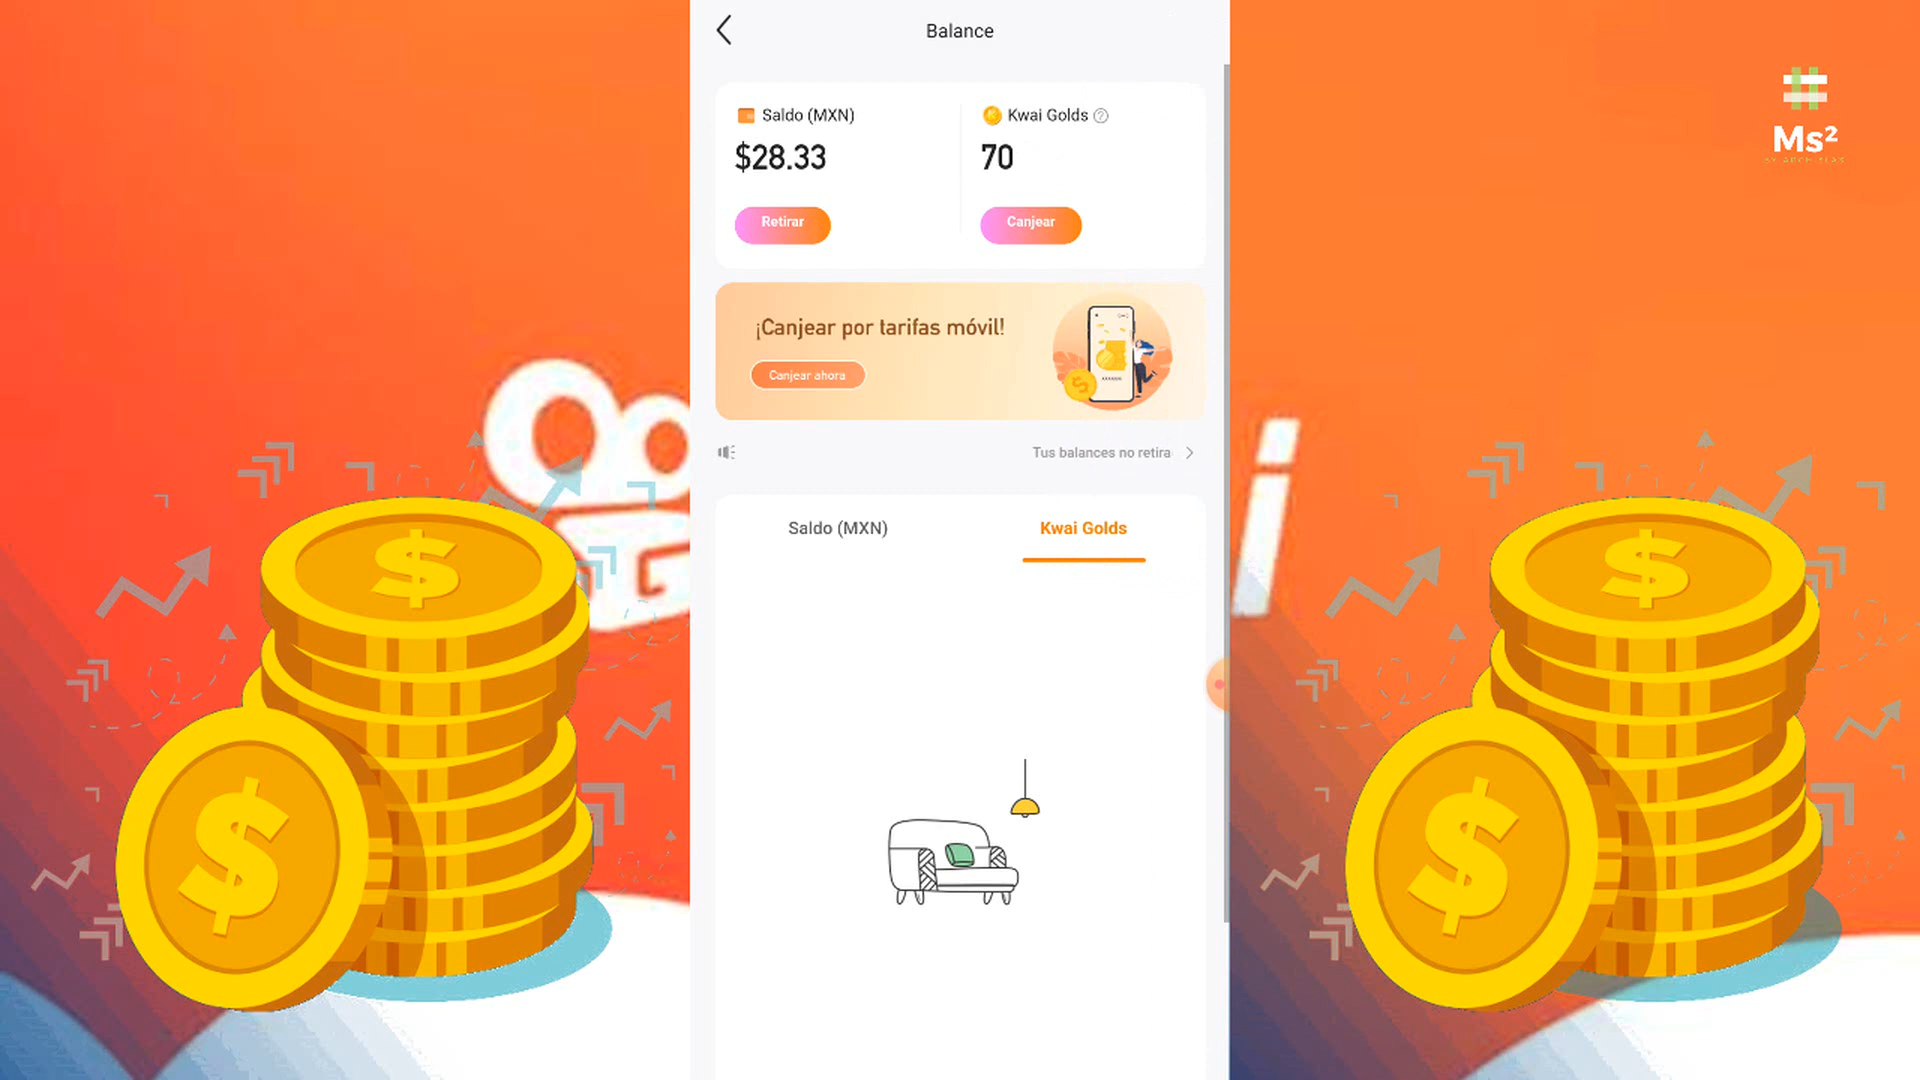 Balance
Saldo (MXN)
Kwai Golds
$28.33
70
Retirar
Canjear
¡Canjear por tarifas móvil!
Canjear ahora
Tus balances no retira
Saldo (MXN)
Kwai Golds
Ms²